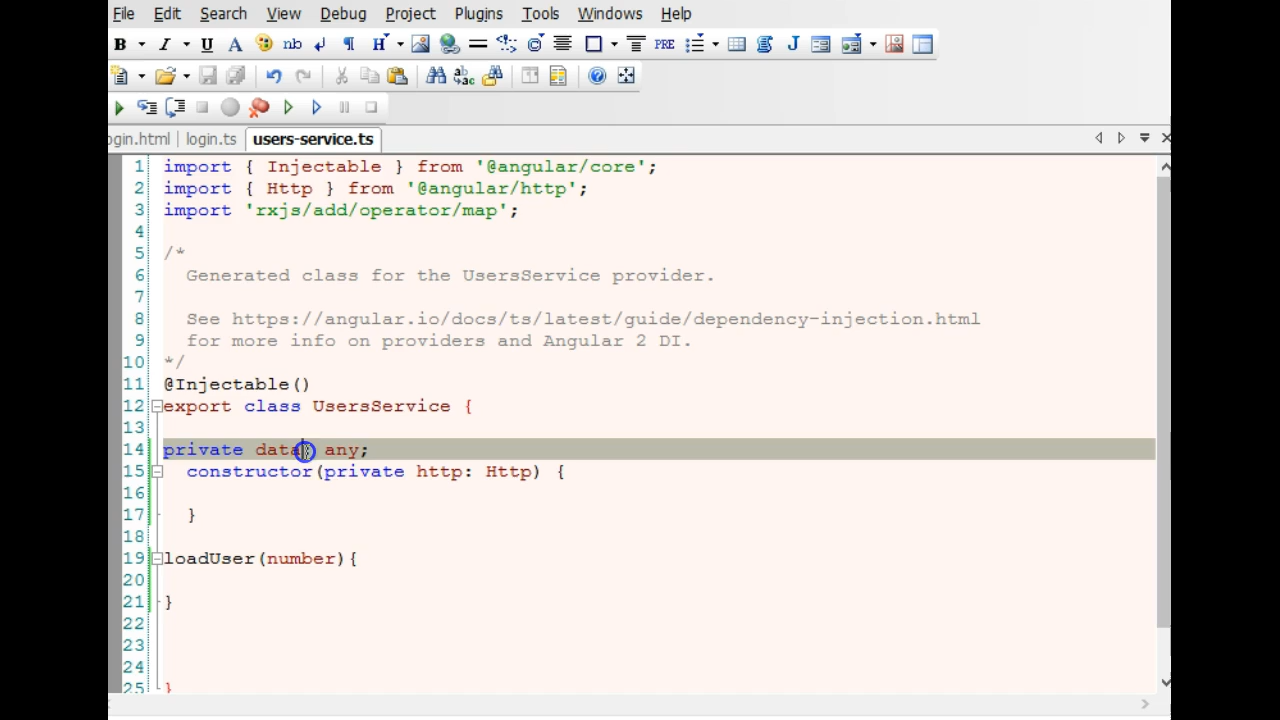 File Edit Search View Debug Project Plugins Tools Windows Help
B I U A nb H PRE J
ogin.html login.ts users-service.ts
1 import { Injectable } from '@angular/core';
2 import { Http } from '@angular/http';
3 import 'rxjs/add/operator/map';
4
5 /*
6 Generated class for the UsersService provider.
7
8 See https://angular.io/docs/ts/latest/guide/dependency-injection.html
9 for more info on providers and Angular 2 DI.
10 */
11 @Injectable()
12 export class UsersService {
13
14 private data: any;
15 constructor(private http: Http) {
16
17 }
18
19 loadUser(number){
20
21 }
22
23
24
25 }